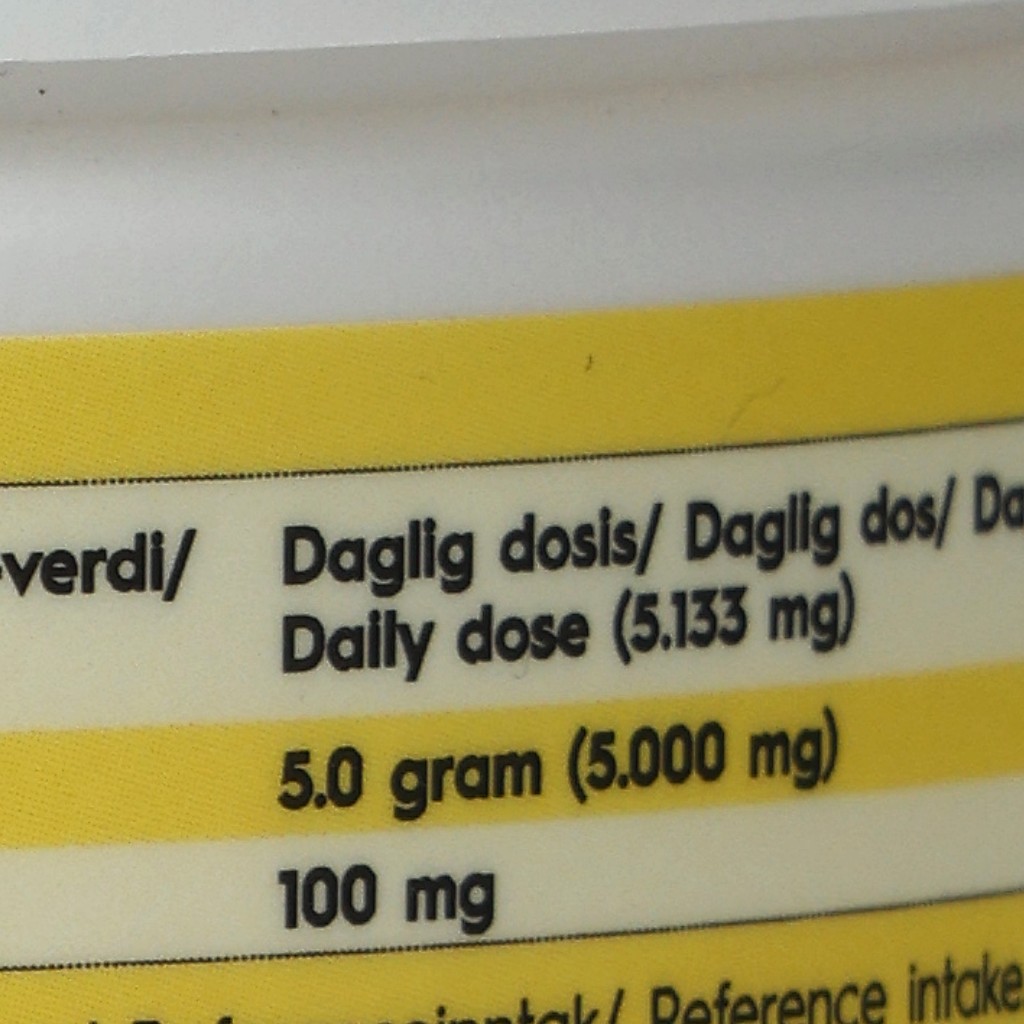 -verdi/ Daglig dosis/ Daglig dos/ Da
Daily dose (5.133 mg)
5.0 gram (5.000 mg)
100 mg
Reference intake